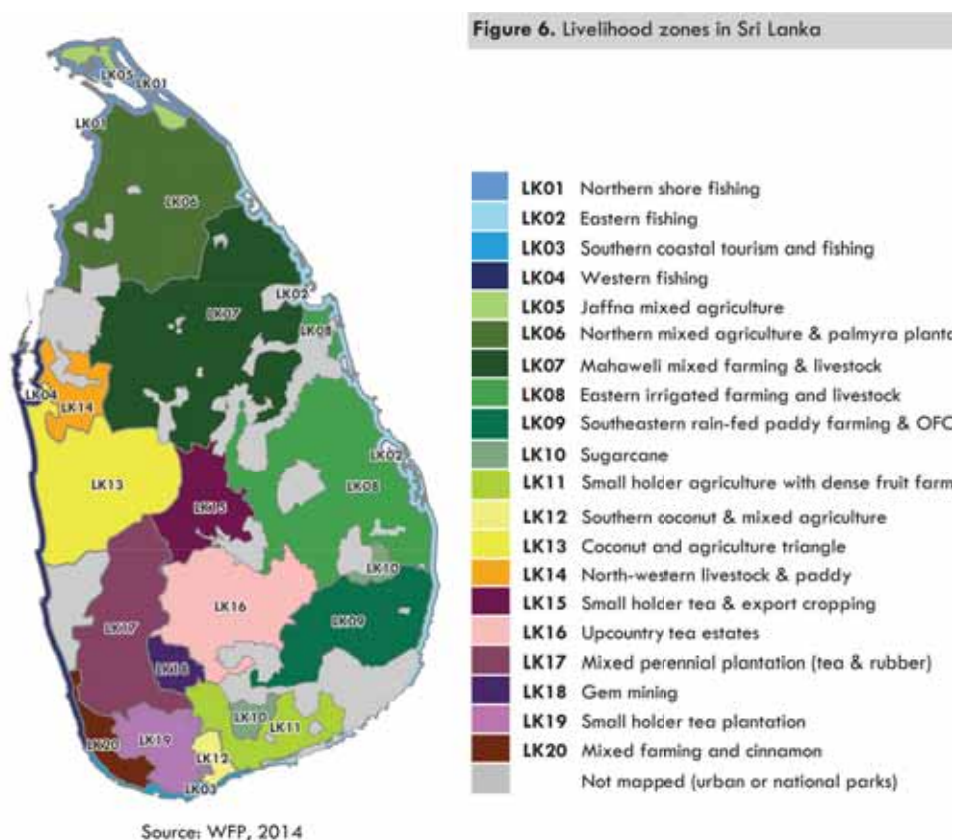 Figure 6. Livelihood zones in Sri Lanka
LK05
LK01
LK01
LK06
LK02
LK07
LK08
LK04
LK14
LK02
LK13
LK08
LK15
LK10
LK16
LK09
LK17
LK18
LK10
LK11
LK19
LK20
LK12
LK03
LK01 Northern shore fishing
LK02 Eastern fishing
LK03 Southern coastal tourism and fishing
LK04 Western fishing
LK05 Jaffna mixed agriculture
LK06 Northern mixed agriculture & palmyra planta
LK07 Mahaweli mixed farming & livestock
LK08 Eastern irrigated farming and livestock
LK09 Southeastern rain-fed paddy farming & OFC
LK10 Sugarcane
LK11 Small holder agriculture with dense fruit farm
LK12 Southern coconut & mixed agriculture
LK13 Coconut and agriculture triangle
LK14 North-western livestock & paddy
LK15 Small holder tea & export cropping
LK16 Upcountry tea estates
LK17 Mixed perennial plantation (tea & rubber)
LK18 Gem mining
LK19 Small holder tea plantation
LK20 Mixed farming and cinnamon
Not mapped (urban or national parks)
Source: WFP, 2014